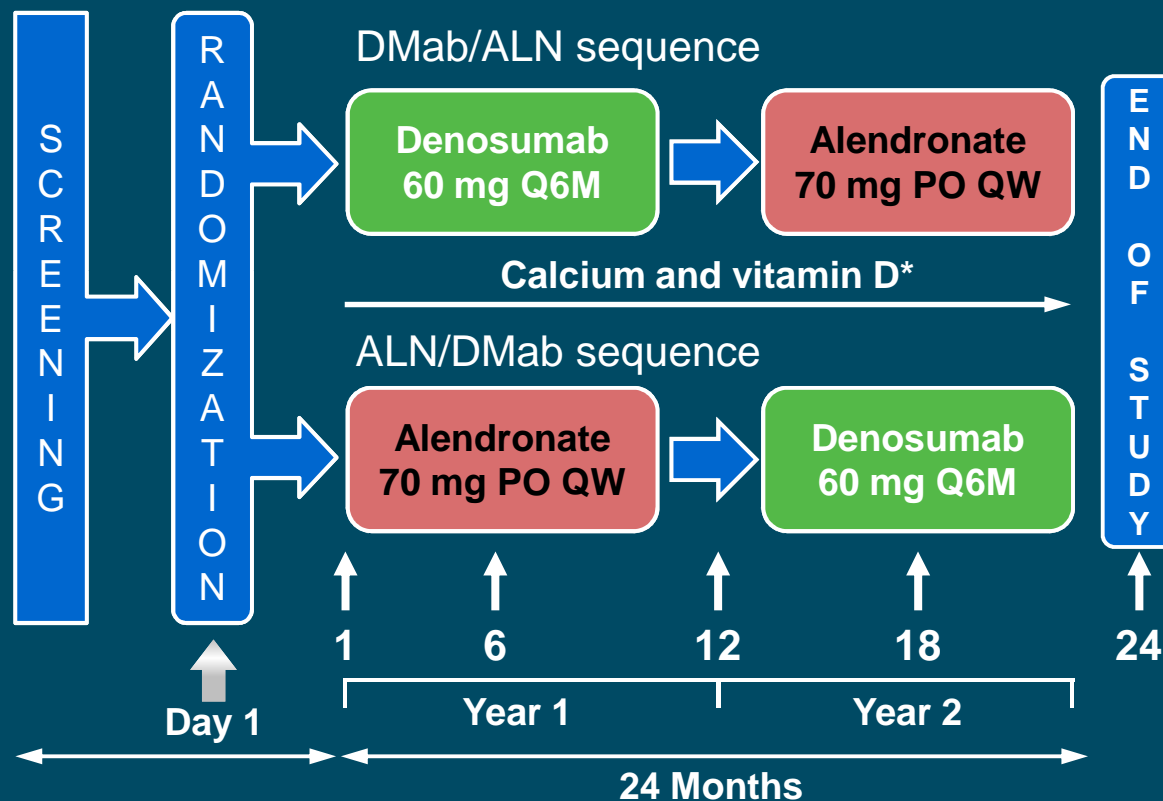 SCREENING
RANDOMIZATION
DMab/ALN sequence
Denosumab
60 mg Q6M
Alendronate
70 mg PO QW
Calcium and vitamin D*
ALN/DMab sequence
Alendronate
70 mg PO QW
Denosumab
60 mg Q6M
END OF STUDY
1 6 12 18 24
Day 1
Year 1 Year 2
24 Months